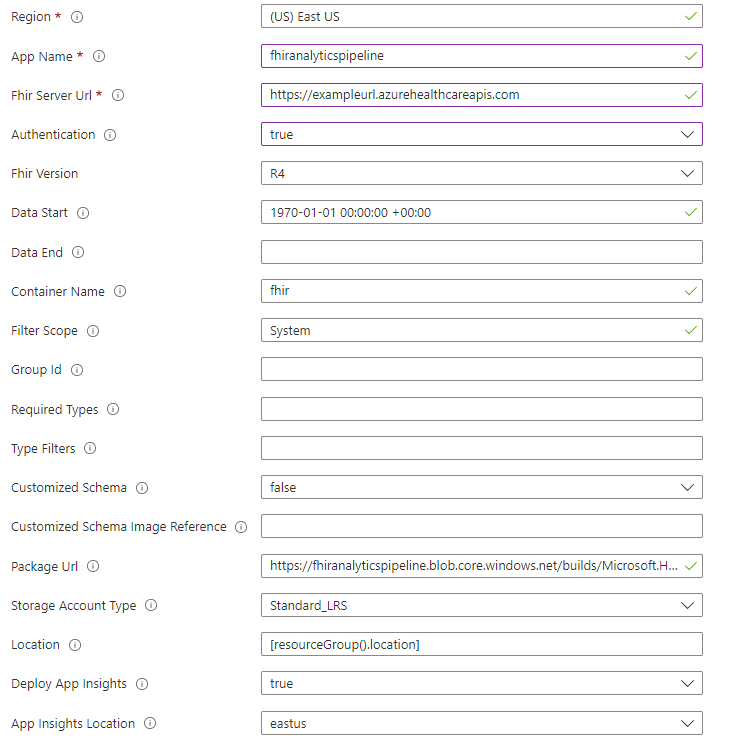 Region * (US) East US
App Name * fhiranalyticspipeline
Fhir Server Url * https://exampleurl.azurehealthcareapis.com
Authentication true
Fhir Version R4
Data Start 1970-01-01 00:00:00 +00:00
Data End
Container Name fhir
Filter Scope System
Group Id
Required Types
Type Filters
Customized Schema false
Customized Schema Image Reference
Package Url https://fhiranalyticspipeline.blob.core.windows.net/builds/Microsoft.H...
Storage Account Type Standard_LRS
Location [resourceGroup().location]
Deploy App Insights true
App Insights Location eastus